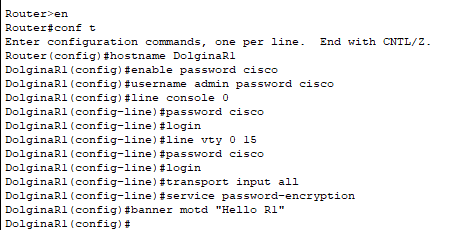 Router>en
Router#conf t
Enter configuration commands, one per line.  End with CNTL/Z.
Router(config)#hostname DolginaR1
DolginaR1(config)#enable password cisco
DolginaR1(config)#username admin password cisco
DolginaR1(config)#line console 0
DolginaR1(config-line)#password cisco
DolginaR1(config-line)#login
DolginaR1(config-line)#line vty 0 15
DolginaR1(config-line)#password cisco
DolginaR1(config-line)#login
DolginaR1(config-line)#transport input all
DolginaR1(config-line)#service password-encryption
DolginaR1(config)#banner motd "Hello R1"
DolginaR1(config)#